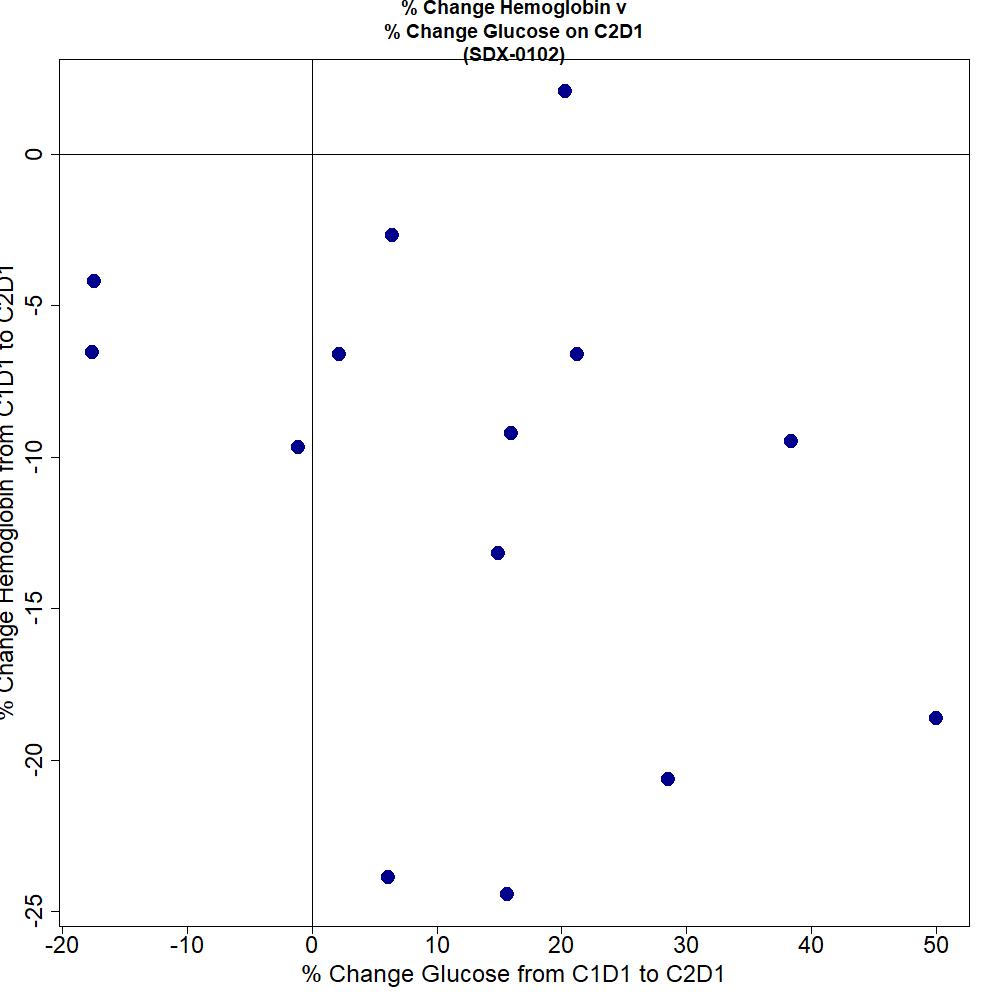 % Change Hemoglobin v
% Change Glucose on C2D1
(SDX-0102)
% Change Hemoglobin from C1D1 to C2D1
0
-5
-10
-15
-20
-25
-20 -10 0 10 20 30 40 50
% Change Glucose from C1D1 to C2D1